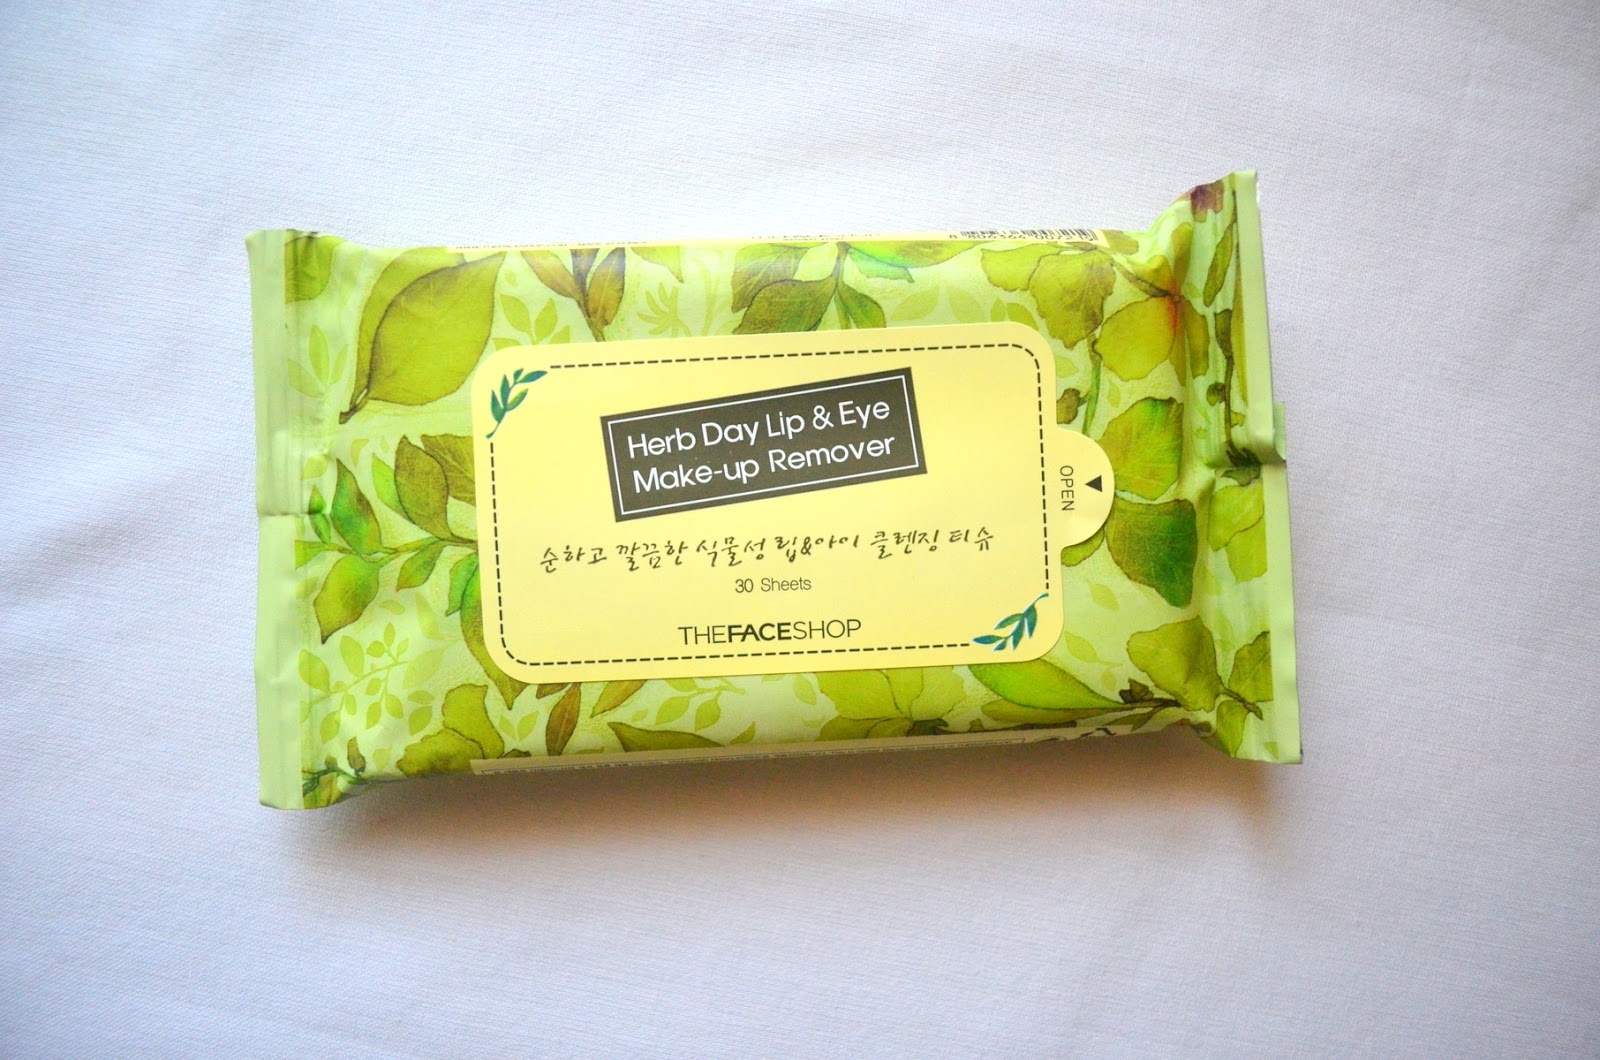 Herb Day Lip & Eye
Make-up Remover
순하고 깔끔한 식물성 립&아이 클렌징 티슈
30 Sheets
THEFACESHOP
OPEN